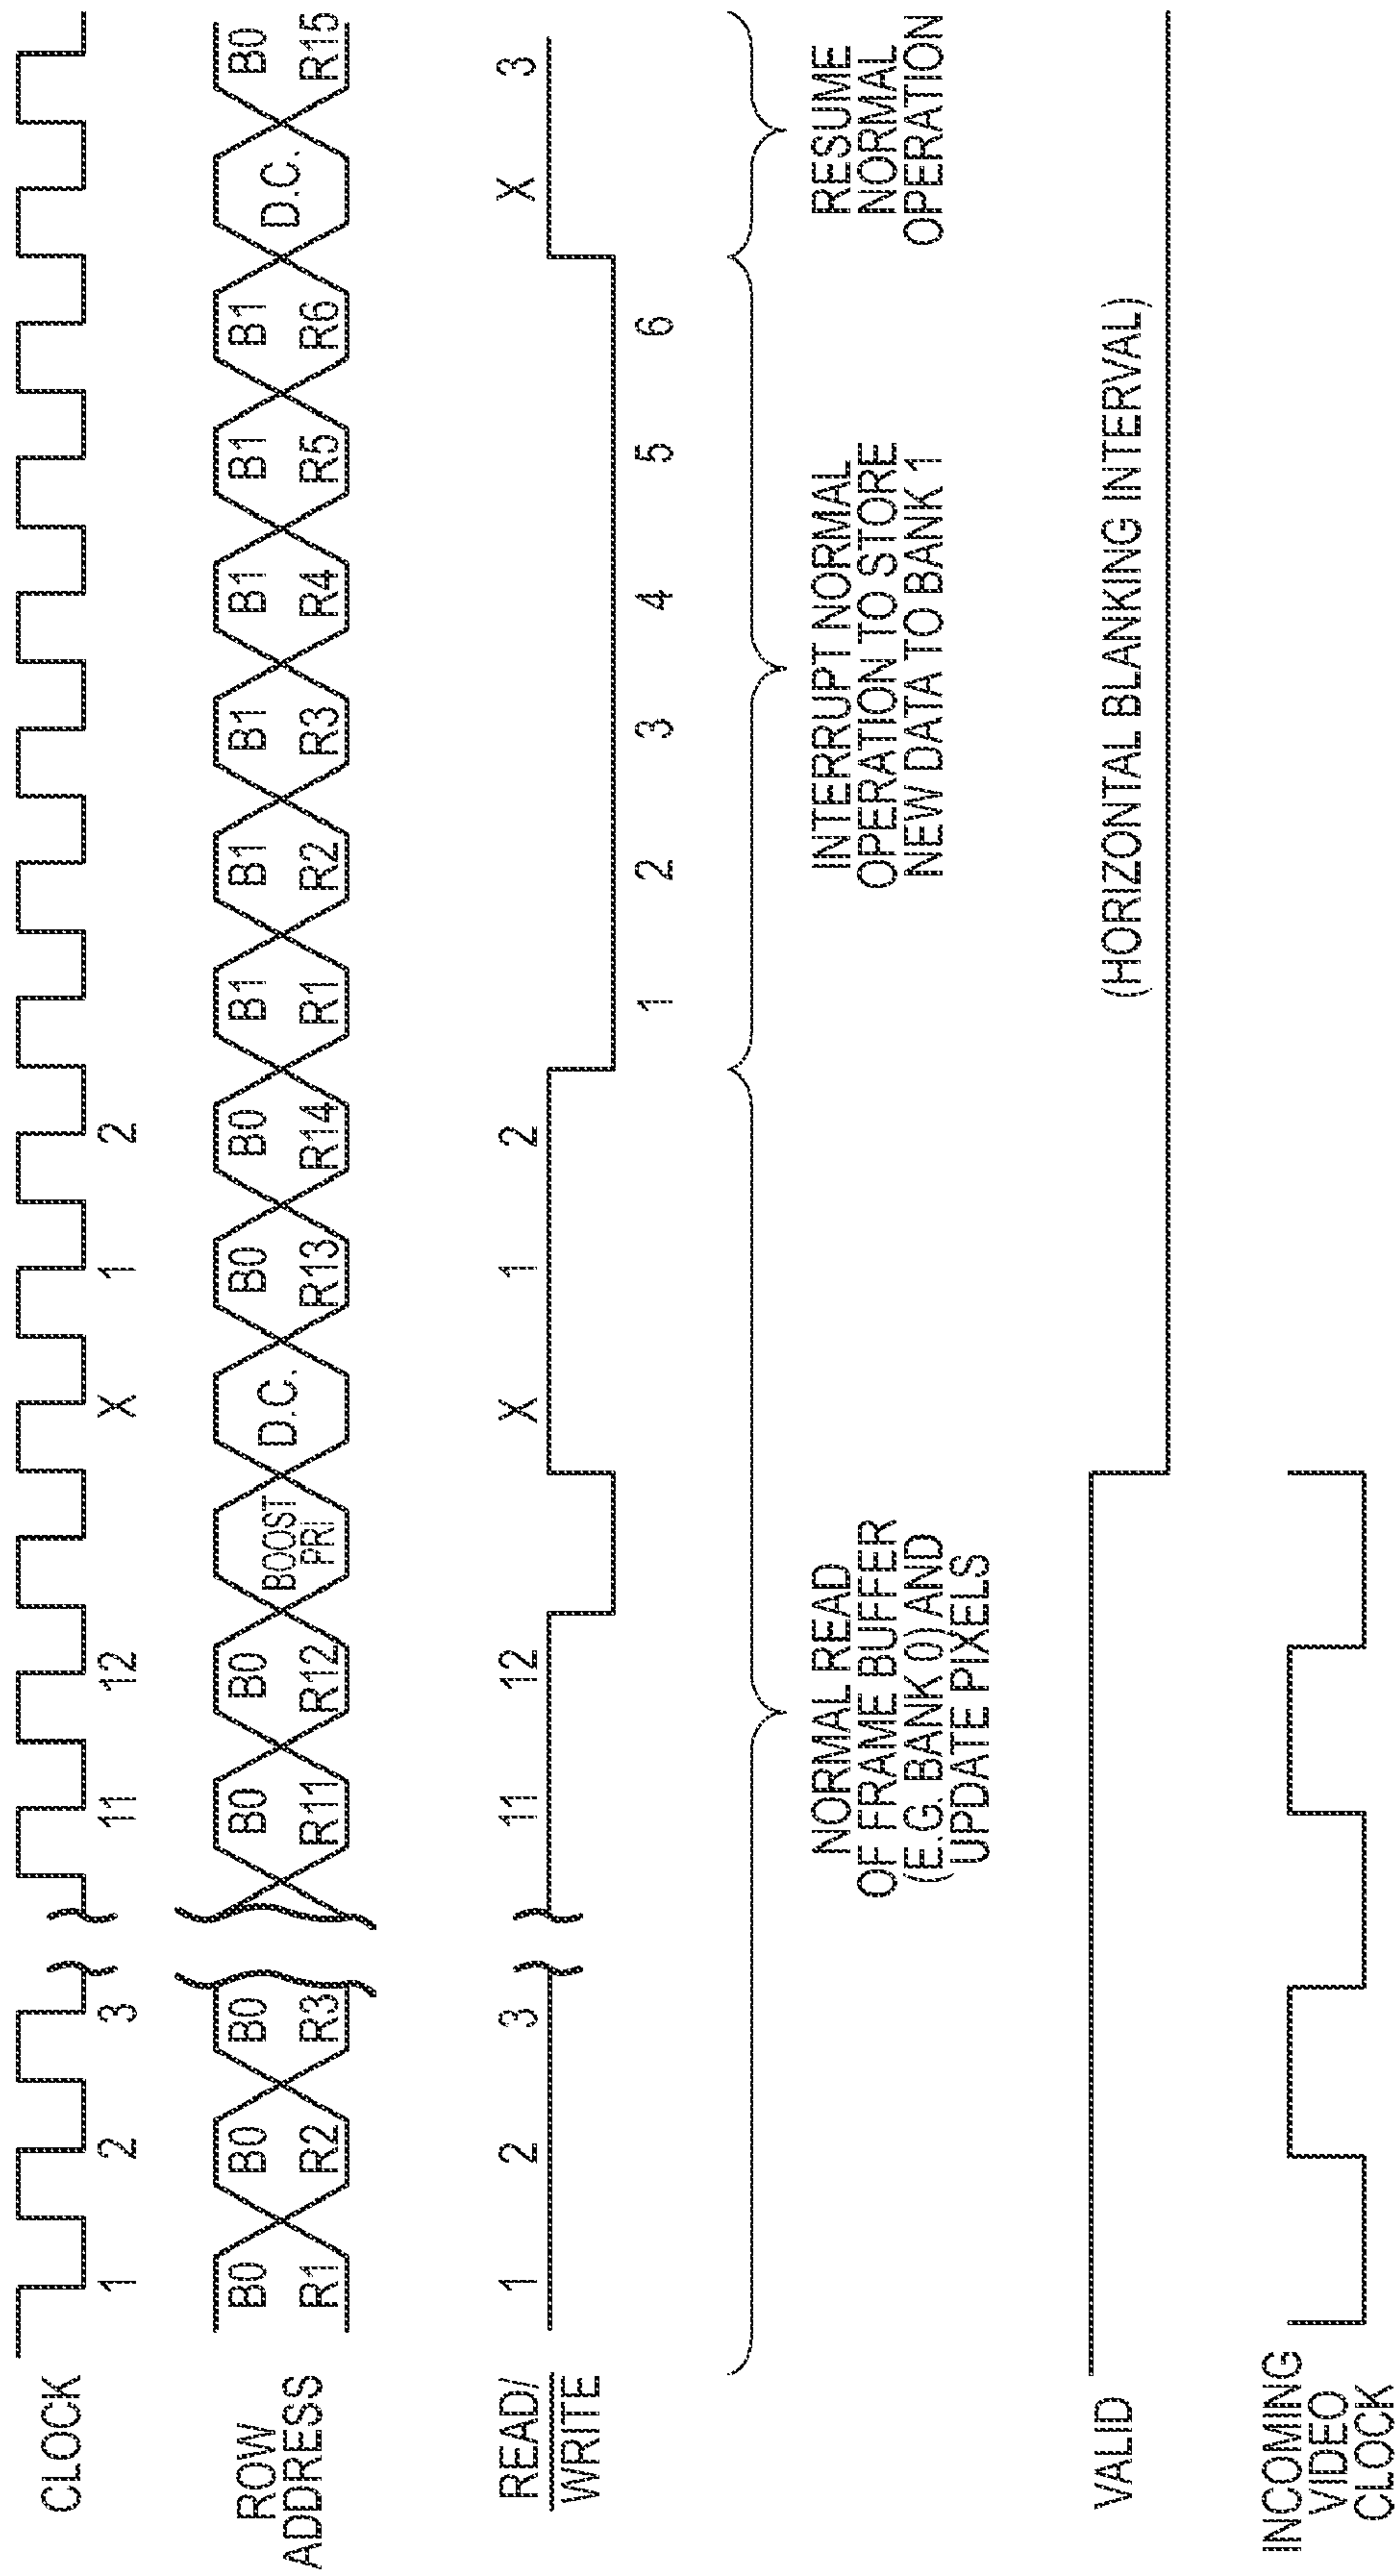 CLOCK
1 2 3 11 12 X 1 2
ROW
ADDRESS
B0 B0 B0 B0 B0 BOOST D.C. B0 B0 B1 B1 B1 B1 B1 B1 D.C. B0
R1 R2 R3 R11 R12 PRI R13 R14 R1 R2 R3 R4 R5 R6 R15
READ/
WRITE
1 2 3 11 12 X 1 2 X 3
1 2 3 4 5 6
NORMAL READ
OF FRAME BUFFER
(E.G. BANK 0) AND
UPDATE PIXELS
INTERRUPT NORMAL
OPERATION TO STORE
NEW DATA TO BANK 1
RESUME
NORMAL
OPERATION
VALID
(HORIZONTAL BLANKING INTERVAL)
INCOMING
VIDEO
CLOCK